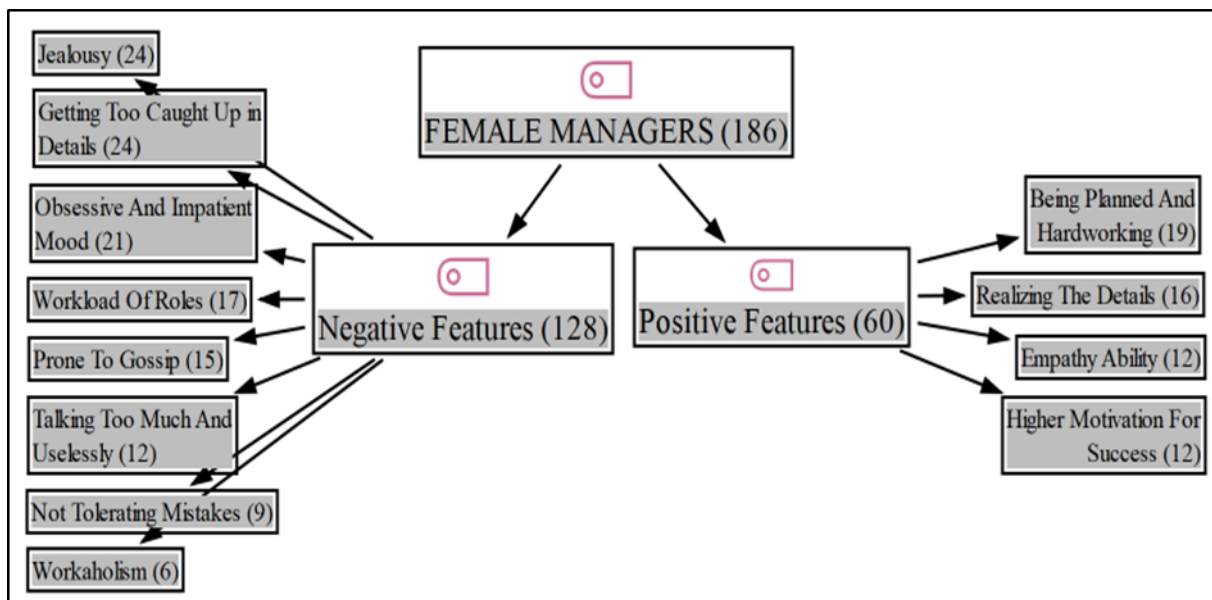 FEMALE MANAGERS (186)
Negative Features (128)
Positive Features (60)
Jealousy (24)
Getting Too Caught Up in
Details (24)
Obsessive And Impatient
Mood (21)
Workload Of Roles (17)
Prone To Gossip (15)
Talking Too Much And
Uselessly (12)
Not Tolerating Mistakes (9)
Workaholism (6)
Being Planned And
Hardworking (19)
Realizing The Details (16)
Empathy Ability (12)
Higher Motivation For
Success (12)